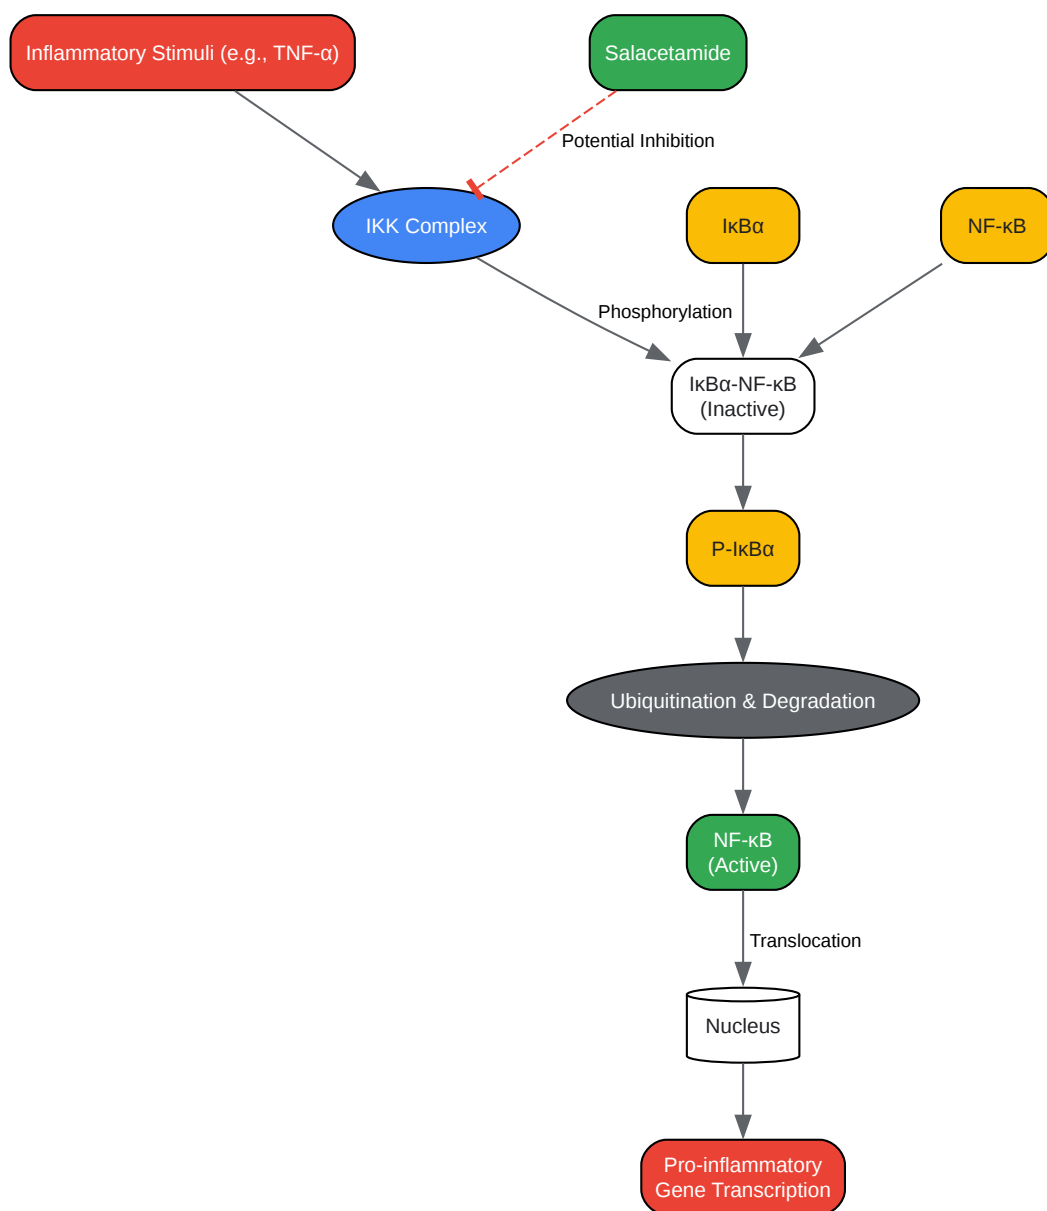 Inflammatory Stimuli (e.g., TNF-α)
Salacetamide
Potential Inhibition
IKK Complex
IκBα
NF-κB
Phosphorylation
IκBα-NF-κB
(Inactive)
P-IκBα
Ubiquitination & Degradation
NF-κB
(Active)
Translocation
Nucleus
Pro-inflammatory
Gene Transcription